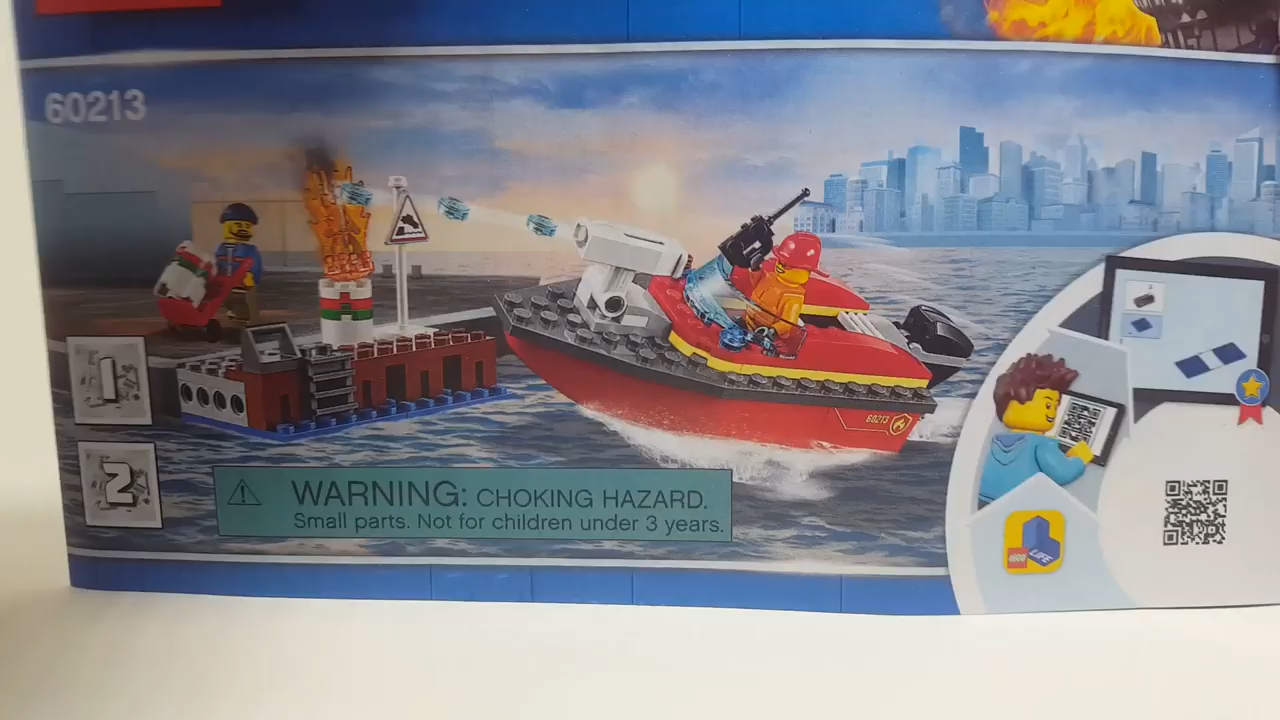 60213
60213
1
2
WARNING: CHOKING HAZARD.
Small parts. Not for children under 3 years.
LEGO
LIFE